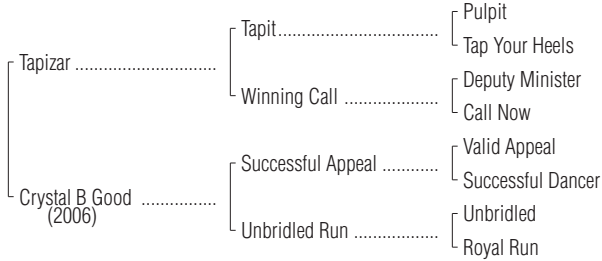 Pulpit
Tapit
Tap Your Heels
Tapizar
Deputy Minister
Winning Call
Call Now
Valid Appeal
Successful Appeal
Successful Dancer
Crystal B Good
(2006)
Unbridled
Unbridled Run
Royal Run